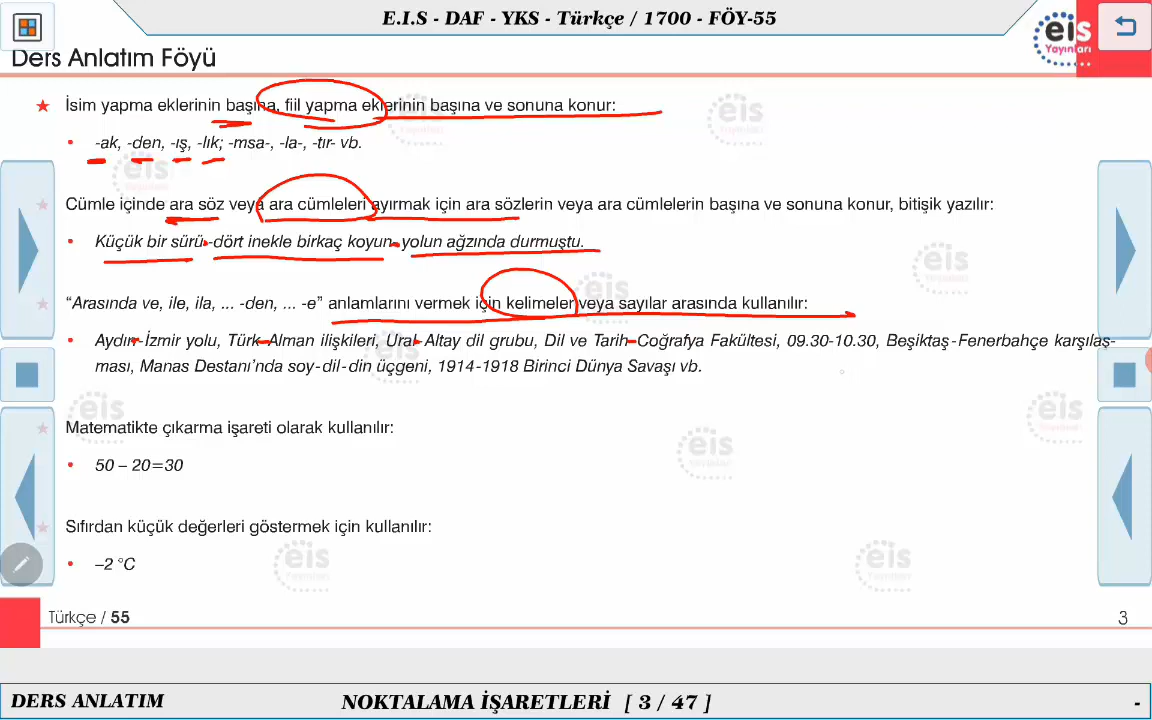 E.I.S - DAF - YKS - Türkçe / 1700 - FÖY-55
eis
Yayınları
Ders Anlatım Föyü
İsim yapma eklerinin başına, fiil yapma eklerinin başına ve sonuna konur:
-ak, -den, -ış, -lık; -msa-, -la-, -tır- vb.
Cümle içinde ara söz veya ara cümleleri ayırmak için ara sözlerin veya ara cümlelerin başına ve sonuna konur, bitişik yazılır:
Küçük bir sürü -dört inekle birkaç koyun- yolun ağzında durmuştu.
“Arasında ve, ile, ila, ... -den, ... -e” anlamlarını vermek için kelimeler veya sayılar arasında kullanılır:
Aydın-İzmir yolu, Türk-Alman ilişkileri, Ural-Altay dil grubu, Dil ve Tarih-Coğrafya Fakültesi, 09.30-10.30, Beşiktaş-Fenerbahçe karşılaş-
ması, Manas Destanı’nda soy-dil-din üçgeni, 1914-1918 Birinci Dünya Savaşı vb.
Matematikte çıkarma işareti olarak kullanılır:
50 – 20=30
Sıfırdan küçük değerleri göstermek için kullanılır:
–2 °C
Türkçe / 55
3
DERS ANLATIM
NOKTALAMA İŞARETLERİ [ 3 / 47 ]
-